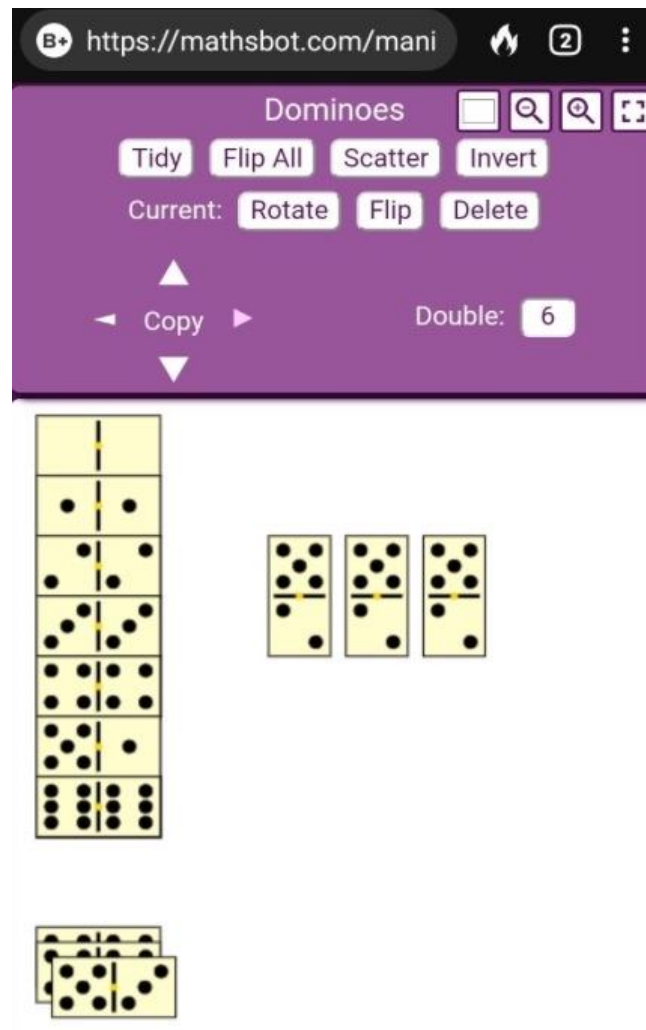 B+ https://mathsbot.com/mani 2
Dominoes
Tidy Flip All Scatter Invert
Current: Rotate Flip Delete
Copy Double: 6